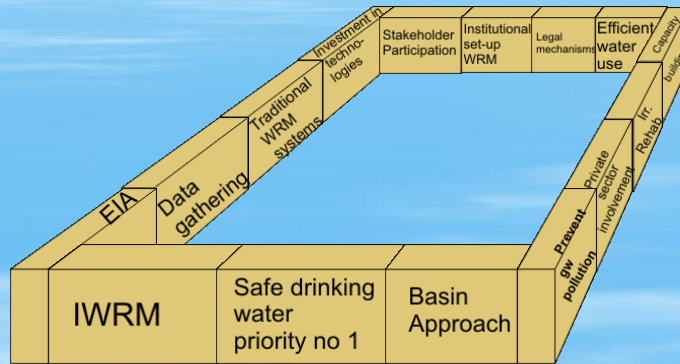 Investment in
techno-
logies
Stakeholder
Participation
Institutional
set-up
WRM
Legal
mechanisms
Efficient
water
use
Capacity
building
Traditional
WRM
systems
Irr.
Rehab
EIA
Data
gathering
Private
sector
involvement
Prevent
gw
pollution
IWRM
Safe drinking
water
priority no 1
Basin
Approach